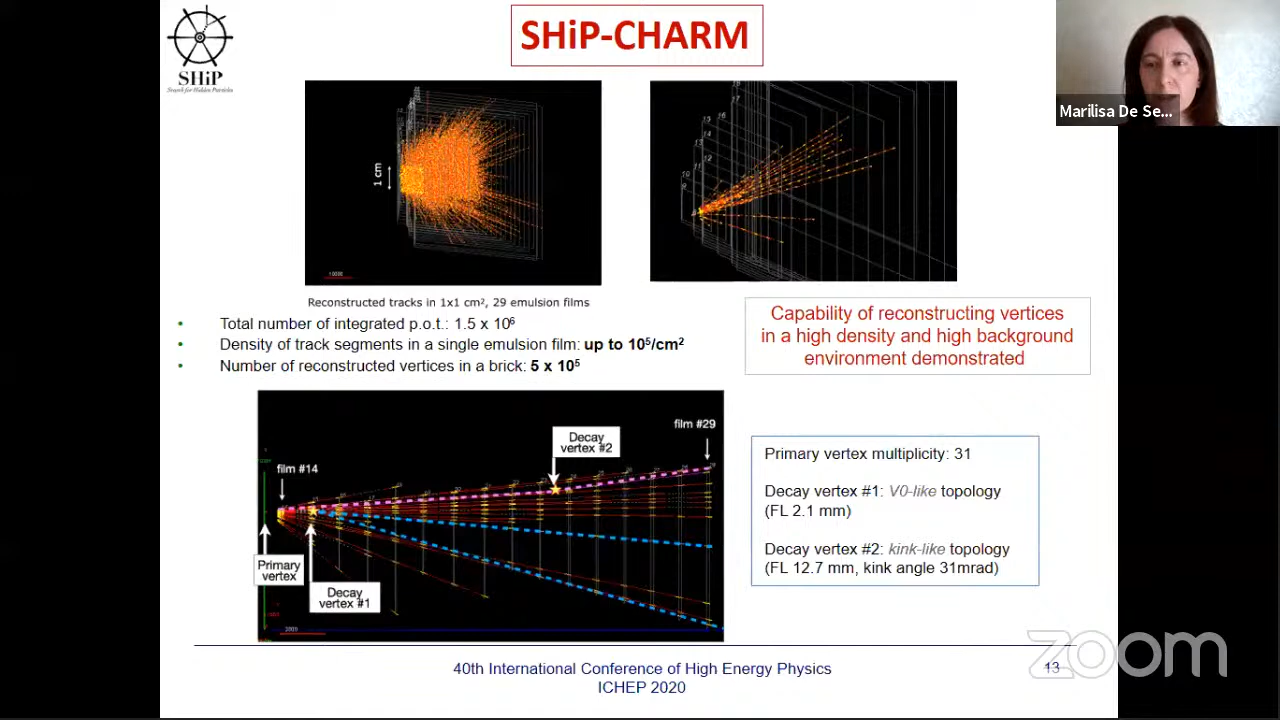 SHiP-CHARM
SHiP
Search for Hidden Particles
Marilisa De Se...
1 cm
Reconstructed tracks in 1x1 cm², 29 emulsion films
• Total number of integrated p.o.t.: 1.5 x 10⁶
• Density of track segments in a single emulsion film: up to 10⁵/cm²
• Number of reconstructed vertices in a brick: 5 x 10⁵
Capability of reconstructing vertices
in a high density and high background
environment demonstrated
film #14
Decay
vertex #2
film #29
Primary
vertex
Decay
vertex #1
Primary vertex multiplicity: 31
Decay vertex #1: V0-like topology
(FL 2.1 mm)
Decay vertex #2: kink-like topology
(FL 12.7 mm, kink angle 31mrad)
40th International Conference of High Energy Physics
ICHEP 2020
13
zoom